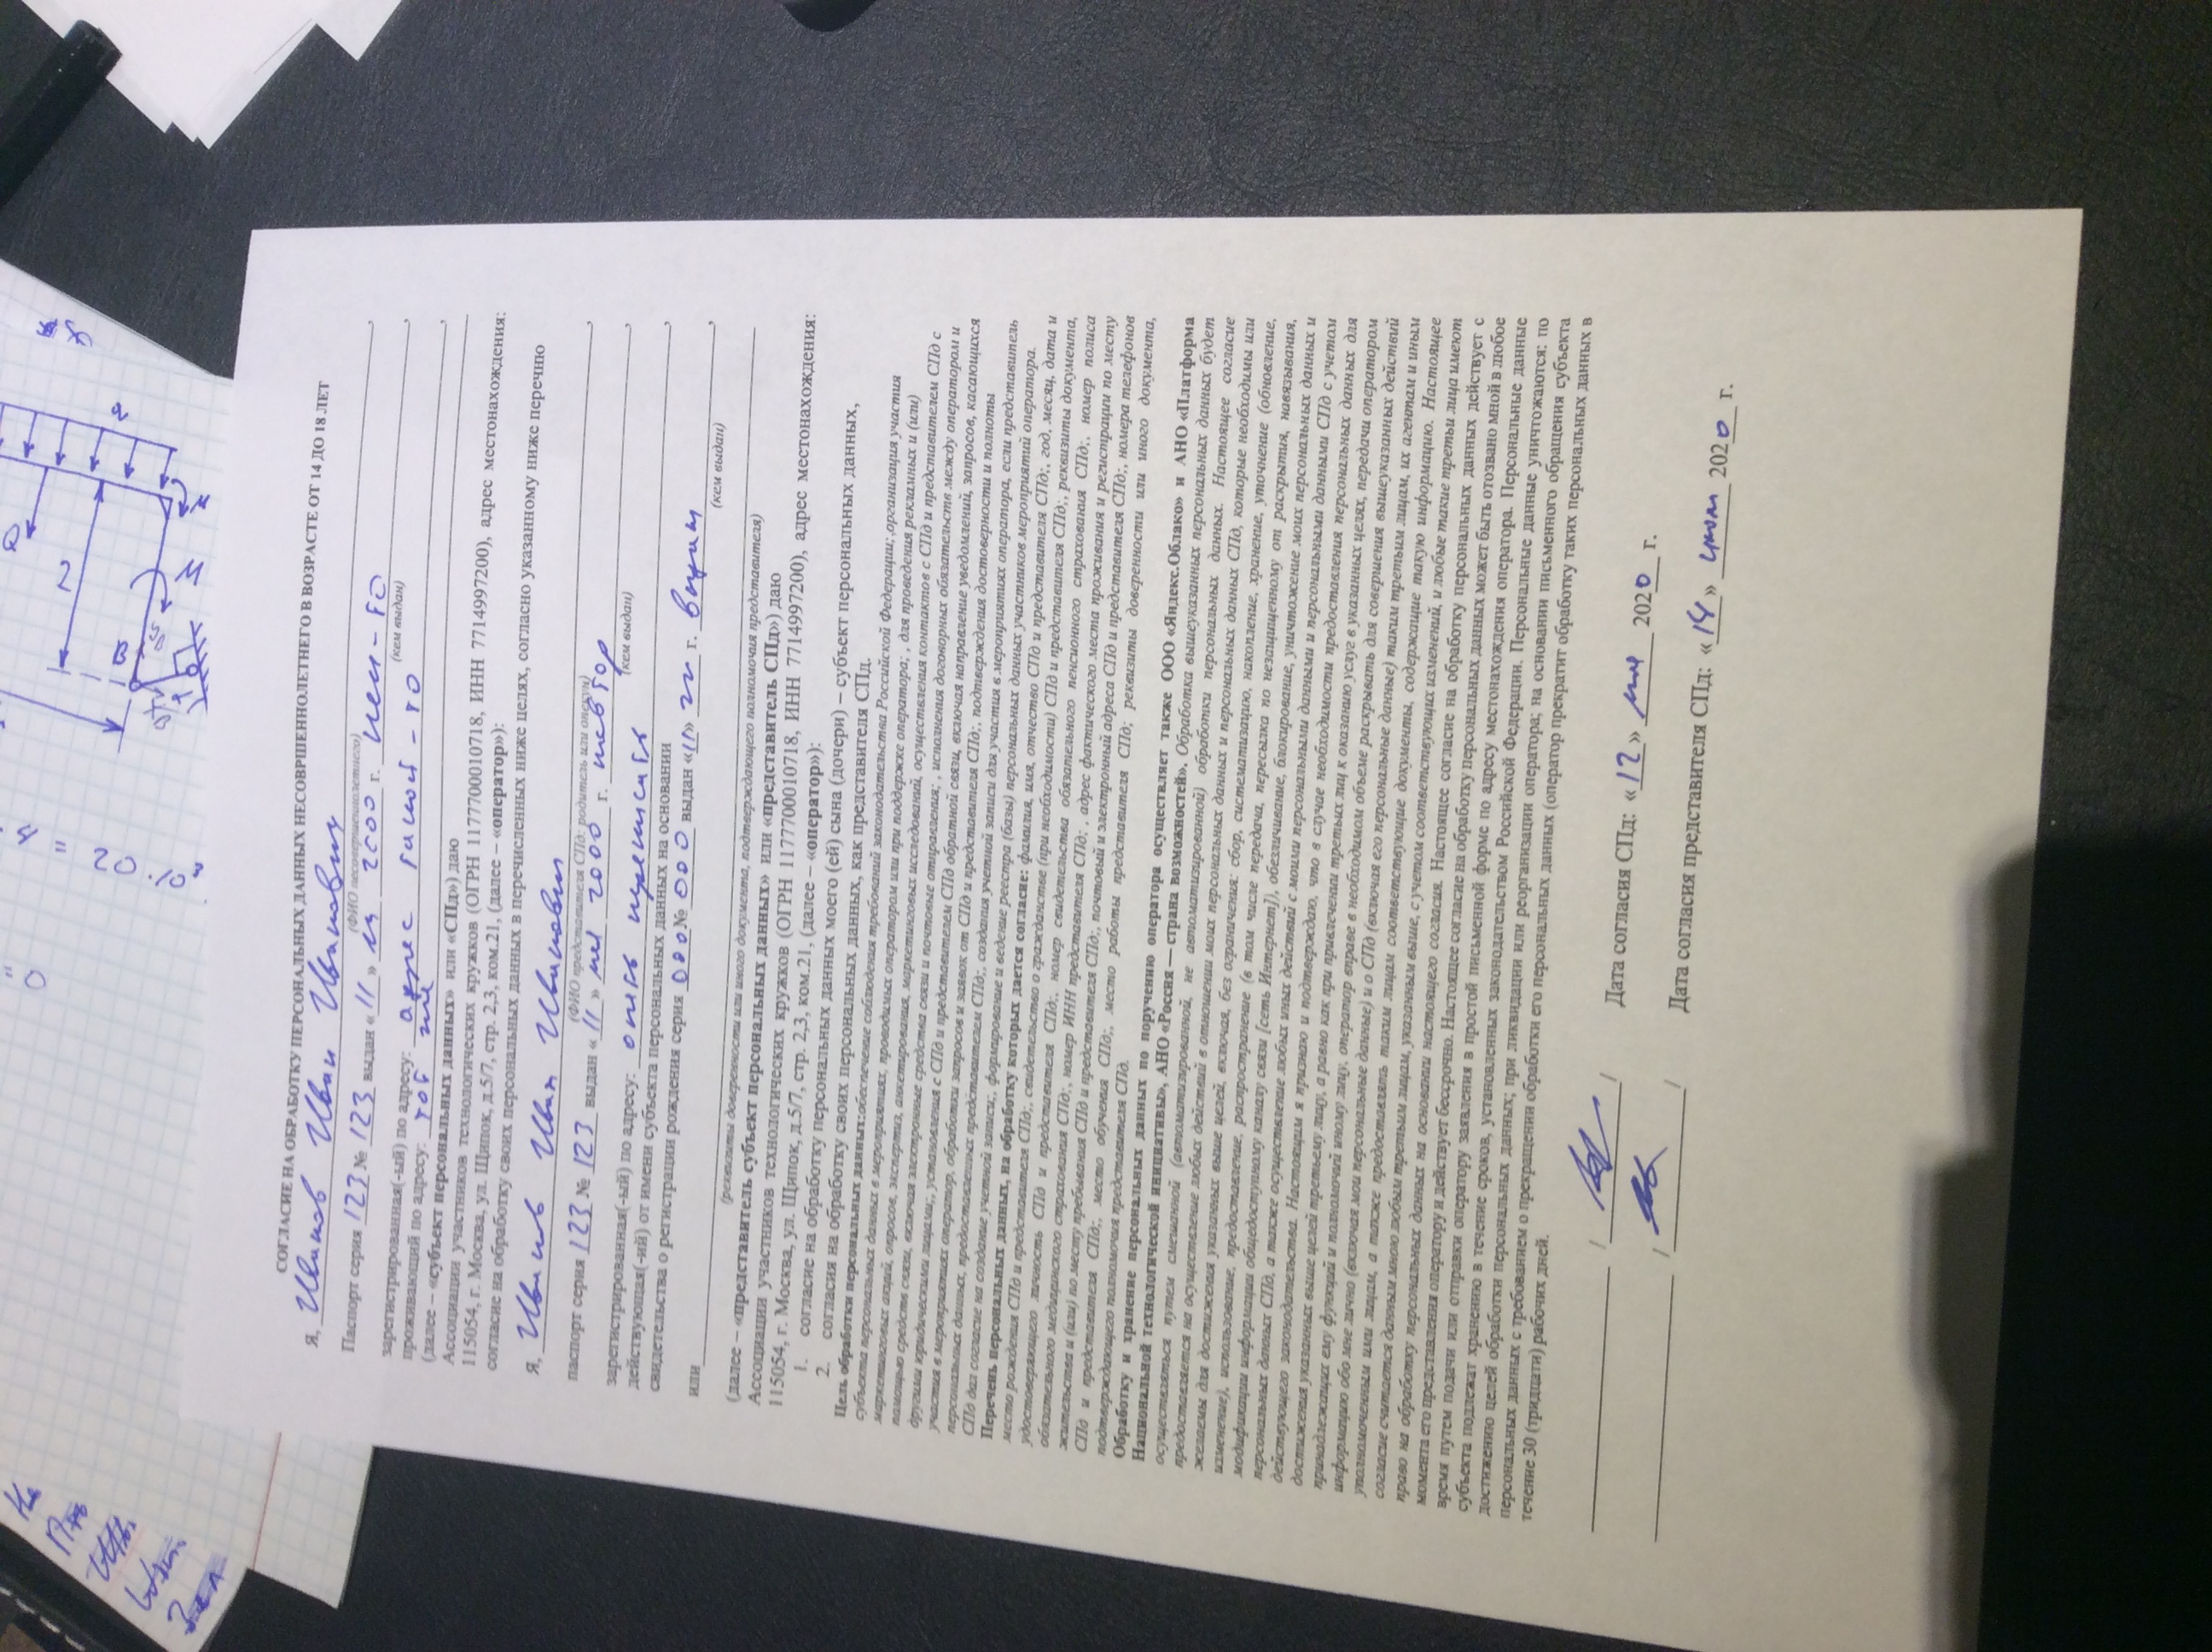 = 20·10³
= 0
Q
2
B
M
СОГЛАСИЕ НА ОБРАБОТКУ ПЕРСОНАЛЬНЫХ ДАННЫХ НЕСОВРШЕННОЛЕТНЕГО В ВОЗРАСТЕ ОТ 14 ДО 18 ЛЕТ
Я, Иванов Иван Иванович
(ФИО несовершеннолетнего)
Паспорт серия 123 № 123 выдан «11» 2000 г. кем-то
(кем выдан)
зарегистрированная(-ый) по адресу: адрес такой-то
проживающий по адресу: тот же
(далее – «субъект персональных данных» или «СПд») даю
Ассоциации участников технологических кружков (ОГРН 1177700010718, ИНН 7714997200), адрес местонахождения:
115054, г. Москва, ул. Щипок, д.5/7, стр. 2,3, ком.21, (далее – «оператор»):
согласие на обработку своих персональных данных в перечисленных ниже целях, согласно указанному ниже перечню
я, Иванов Иван Иванович
(ФИО представителя СПд: родитель или опекун)
паспорт серия 123 № 123 выдан «11» 2000 г. повтор
(кем выдан)
зарегистрированная(-ый) по адресу: опять переписать
действующая(-ий) от имени субъекта персональных данных на основании
свидетельства о регистрации рождения серия 000 № 000 выдан «11» г.
(кем выдан)
или
(реквизиты доверенности или иного документа, подтверждающего полномочия представителя)
(далее – «представитель субъект персональных данных» или «представитель СПд») даю
Ассоциации участников технологических кружков (ОГРН 1177700010718, ИНН 7714997200), адрес местонахождения:
115054, г. Москва, ул. Щипок, д.5/7, стр. 2,3, ком.21, (далее – «оператор»):
1. согласие на обработку персональных данных моего (ей) сына (дочери) – субъект персональных данных,
2. согласия на обработку своих персональных данных, как представителя СПд.
Цель обработки персональных данных:обеспечение соблюдения требований законодательства Российской Федерации; ,организация участия
субъекта персональных данных в мероприятиях, проводимых оператором или при поддержке оператора; , для проведения рекламных и (или)
маркетинговых акций, опросов, экспертиз, анкетирования, маркетинговых исследований, осуществления контактов с СПд и представителем СПд с
помощью средств связи, включая электронные средства связи и почтовые отправления; , исполнения договорных обязательств между оператором и
другими юридическими лицами;, установления с СПд и представителем СПд обратной связи, включая направление уведомлений, запросов, касающихся
участия в мероприятиях оператор, обработки запросов и заявок от СПд и представителя СПд;, подтверждения достоверности и полноты
персональных данных, предоставленных представителем СПд;, создания учетной записи для участия в мероприятиях оператора, если представитель
СПд дал согласие на создание учетной записи;, формирование и ведение реестра (базы) персональных данных участников мероприятий оператора.
Перечень персональных данных, на обработку которых дается согласие: фамилия, имя, отчество СПд и представителя СПд;, год, месяц, дата и
место рождения СПд и представителя СПд;, свидетельство о гражданстве (при необходимости) СПд и представителя СПд;, реквизиты документа,
удостоверяющего личность СПд и представителя СПд;, номер свидетельства обязательного пенсионного страхования СПд;, номер полиса
обязательного медицинского страхования СПд;, номер ИНН представителя СПд; , адрес фактического места проживания и регистрации по месту
жительства и (или) по месту пребывания СПд и представителя СПд;, почтовый и электронный адреса СПд и представителя СПд;, номера телефонов
СПд и представителя СПд;, место обучения СПд;, место работы представителя СПд; реквизиты доверенности или иного документа,
подтверждающего полномочия представителя СПд.
Обработку и хранение персональных данных по поручению оператора осуществляет также ООО «Яндекс.Облако» и АНО «Платформа
Национальной технологической инициативы», АНО «Россия — страна возможностей». Обработка вышеуказанных персональных данных будет
осуществляться путем смешанной (автоматизированной, не автоматизированной) обработки персональных данных. Настоящее согласие
предоставляется на осуществление любых действий в отношении моих персональных данных и персональных данных СПд, которые необходимы или
желаемы для достижения указанных выше целей, включая, без ограничения: сбор, систематизацию, накопление, хранение, уточнение (обновление,
изменение), использование, предоставление, распространение (в том числе передача, пересылка по незащищенному от раскрытия, навязывания,
модификации информации общедоступному каналу связи [сеть Интернет]), обезличивание, блокирование, уничтожение моих персональных данных и
персональных данных СПд, а также осуществление любых иных действий с моими персональными данными и персональными данными СПд с учетом
действующего законодательства. Настоящим я признаю и подтверждаю, что в случае необходимости предоставления персональных данных для
достижения указанных выше целей третьему лицу, а равно как при привлечении третьих лиц к оказанию услуг в указанных целях, передачи оператором
принадлежащих ему функций и полномочий иному лицу, оператор вправе в необходимом объеме раскрывать для совершения вышеуказанных действий
информацию обо мне лично (включая мои персональные данные) и о СПд (включая его персональные данные) таким третьим лицам, их агентам и иным
уполномоченным ими лицам, а также предоставлять таким лицам соответствующие документы, содержащие такую информацию. Настоящее
согласие считается данным мною любым третьим лицам, указанным выше, с учетом соответствующих изменений, и любые такие третьи лица имеют
право на обработку персональных данных на основании настоящего согласия. Настоящее согласие на обработку персональных данных действует с
момента его представления оператору и действует бессрочно. Настоящее согласие на обработку персональных данных может быть отозвано мной в любое
время путем подачи или отправки оператору заявления в простой письменной форме по адресу местонахождения оператора. Персональные данные
субъекта подлежат хранению в течение сроков, установленных законодательством Российской Федерации. Персональные данные уничтожаются: по
достижению целей обработки персональных данных; при ликвидации или реорганизации оператора; на основании письменного обращения субъекта
персональных данных с требованием о прекращении обработки его персональных данных (оператор прекратит обработку таких персональных данных в
течение 30 (тридцати) рабочих дней.
/ / Дата согласия СПд: «12» мая 2020 г.
/ / Дата согласия представителя СПд: «14» июля 2020 г.